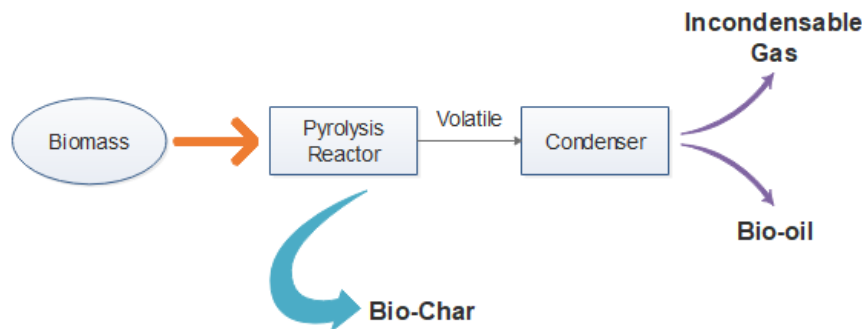 Incondensable
Gas
Biomass
Pyrolysis
Reactor
Volatile
Condenser
Bio-oil
Bio-Char